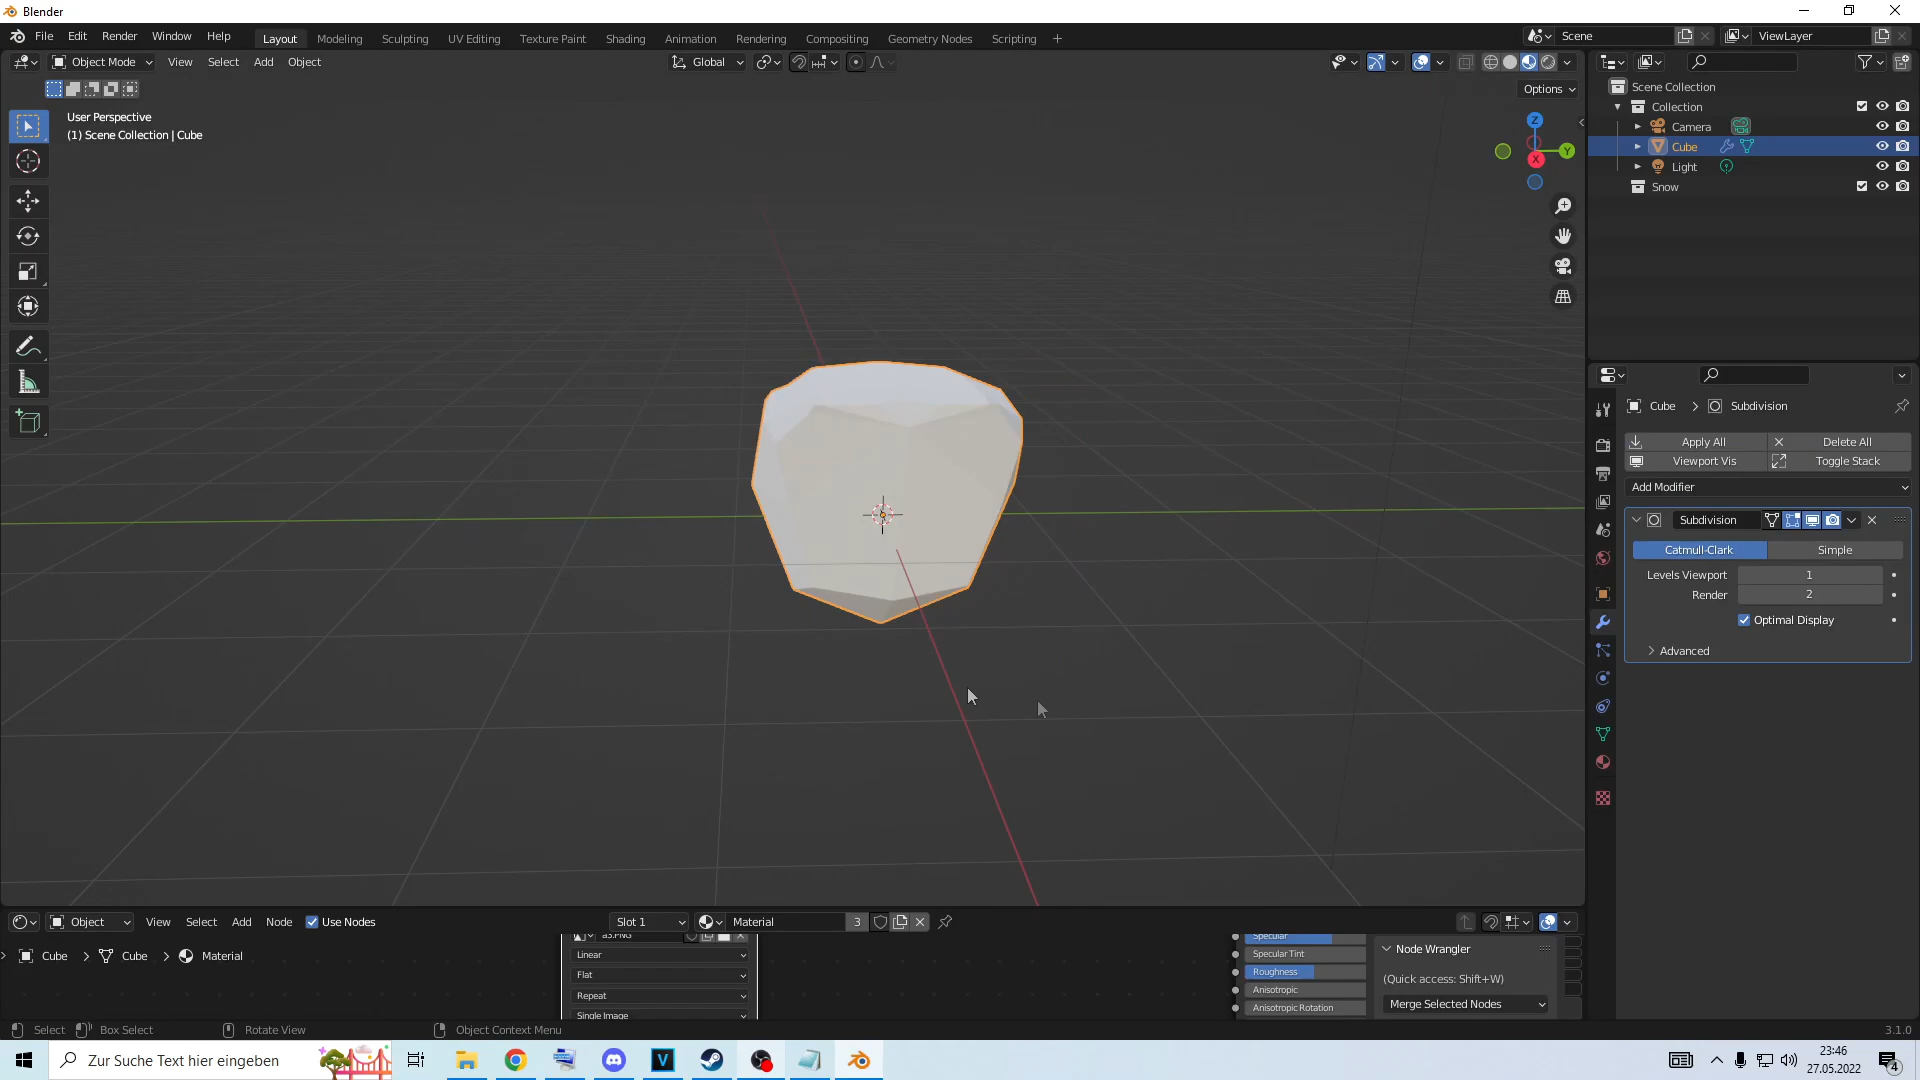 Blender
File Edit Render Window Help
Layout Modeling Sculpting UV Editing Texture Paint Shading Animation Rendering Compositing Geometry Nodes Scripting +
Scene
ViewLayer
Object Mode View Select Add Object
Global
Options
User Perspective
(1) Scene Collection | Cube
Z
Y
X
Scene Collection
Collection
Camera
Cube
Light
Snow
Cube > Subdivision
Apply All
Delete All
Viewport Vis
Toggle Stack
Add Modifier
Subdivision
Catmull-Clark
Simple
Levels Viewport 1
Render 2
Optimal Display
Advanced
Object View Select Add Node Use Nodes
Slot 1
Material 3
Cube > Cube > Material
a3.PNG
Linear
Flat
Repeat
Single Image
Specular
Specular Tint
Roughness
Anisotropic
Anisotropic Rotation
Node Wrangler
(Quick access: Shift+W)
Merge Selected Nodes
Select
Box Select
Rotate View
Object Context Menu
3.1.0
Zur Suche Text hier eingeben
V
23:46
27.05.2022
4